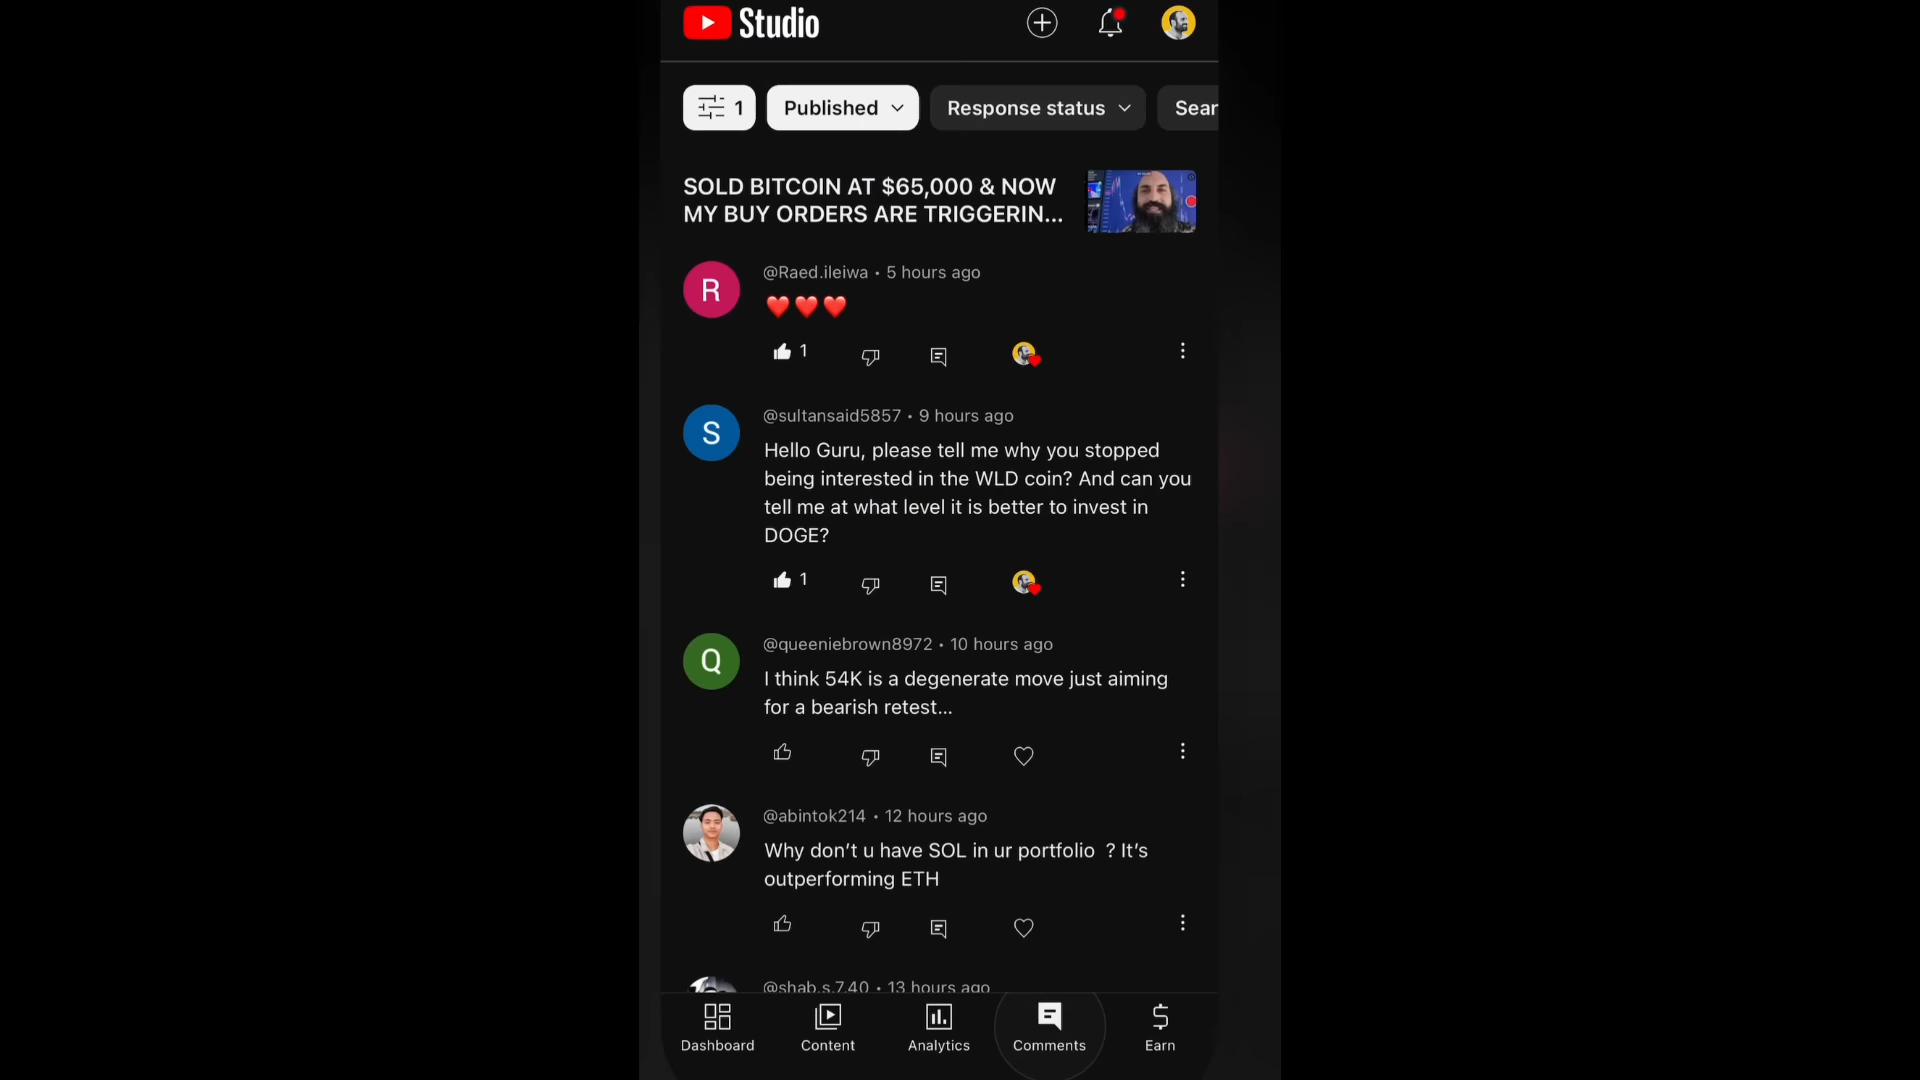 Studio
1
Published
Response status
Sear
SOLD BITCOIN AT $65,000 & NOW
MY BUY ORDERS ARE TRIGGERIN...
R
@Raed.ileiwa • 5 hours ago
❤️❤️❤️
1
S
@sultansaid5857 • 9 hours ago
Hello Guru, please tell me why you stopped
being interested in the WLD coin? And can you
tell me at what level it is better to invest in
DOGE?
1
Q
@queeniebrown8972 • 10 hours ago
I think 54K is a degenerate move just aiming
for a bearish retest...
@abintok214 • 12 hours ago
Why don’t u have SOL in ur portfolio ? It’s
outperforming ETH
@shab.s.7.40 • 13 hours ago
Dashboard
Content
Analytics
Comments
Earn